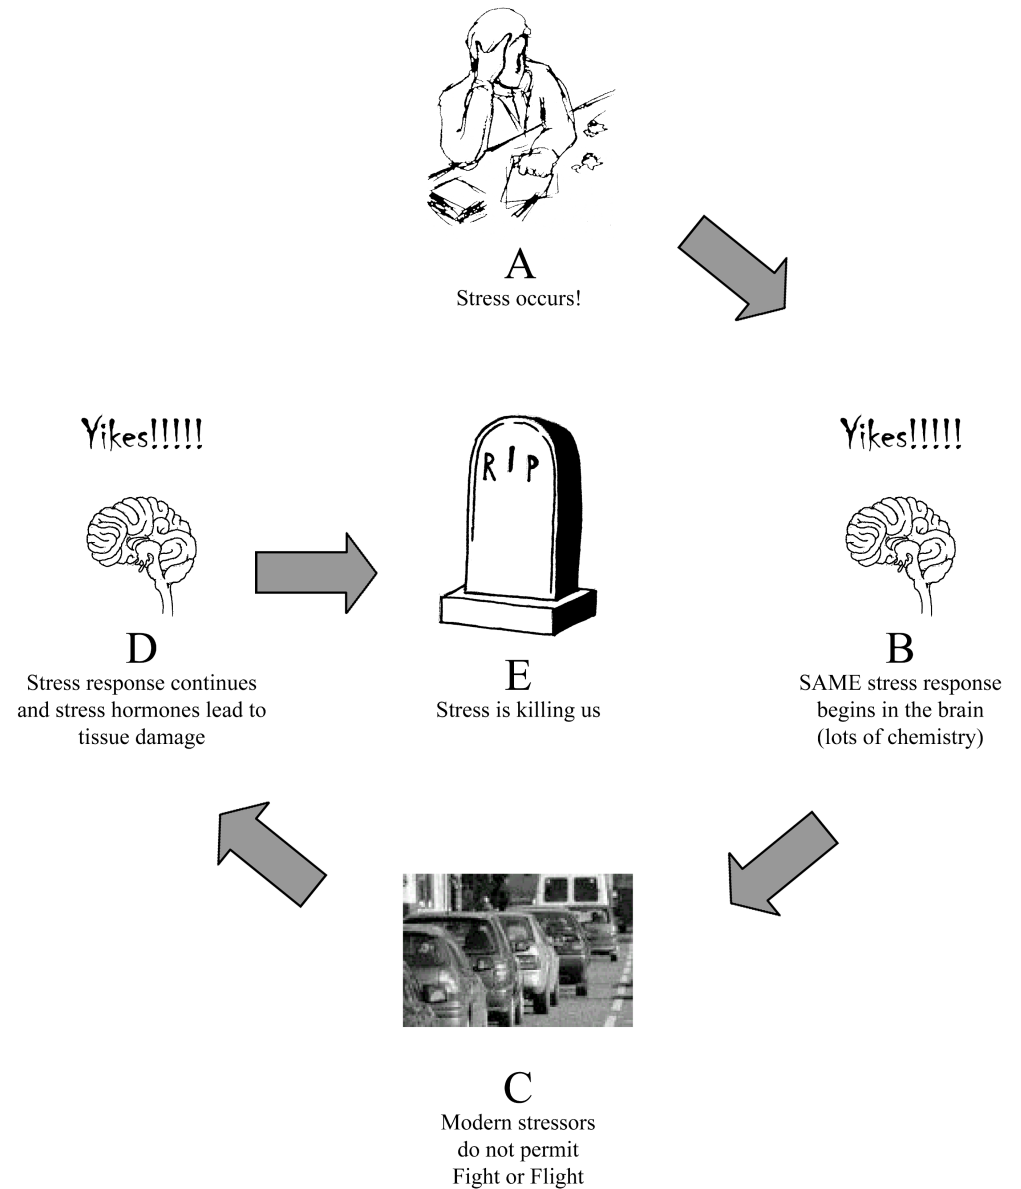 A
Stress occurs!
Yikes!!!!!
B
SAME stress response
begins in the brain
(lots of chemistry)
C
Modern stressors
do not permit
Fight or Flight
Yikes!!!!!
D
Stress response continues
and stress hormones lead to
tissue damage
R I P
E
Stress is killing us